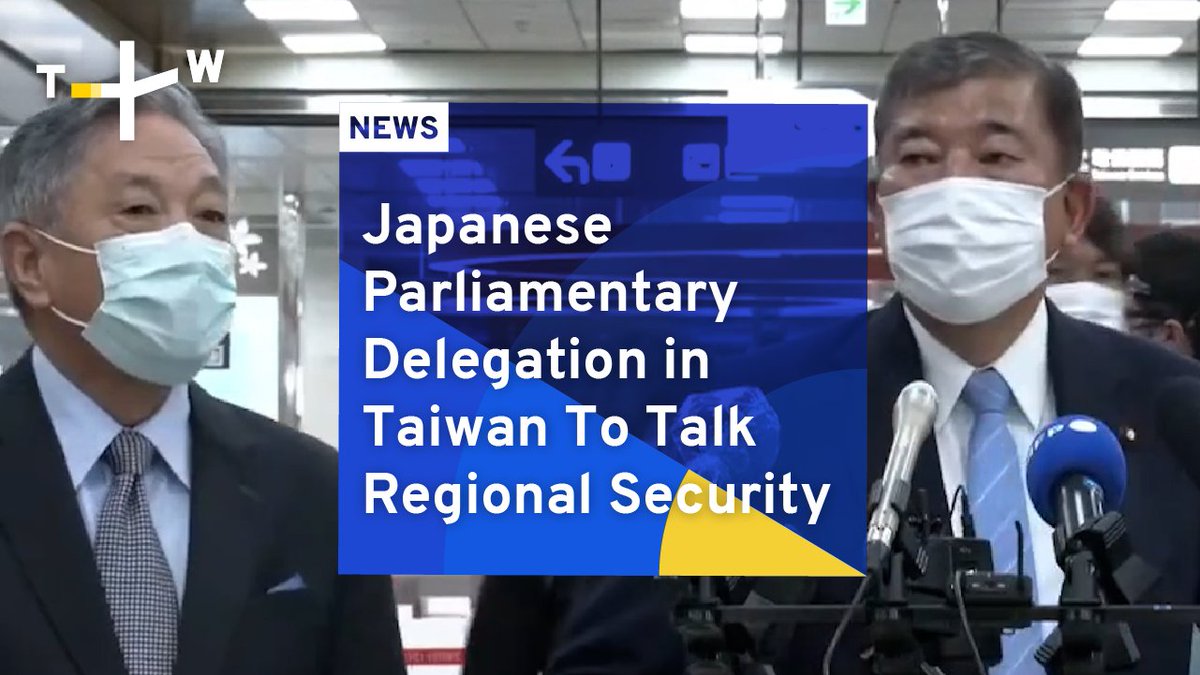 T W
NEWS
Japanese
Parliamentary
Delegation in
Taiwan To Talk
Regional Security